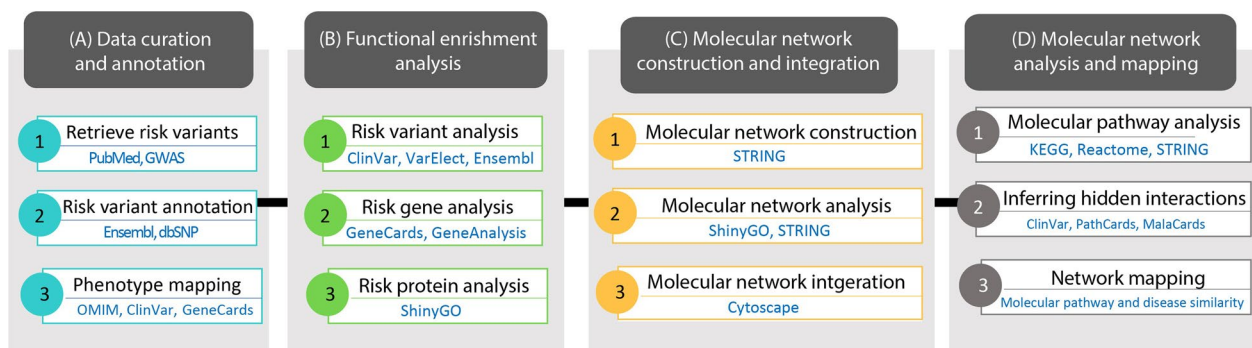 (A) Data curation
and annotation
1
Retrieve risk variants
PubMed, GWAS
2
Risk variant annotation
Ensembl, dbSNP
3
Phenotype mapping
OMIM, ClinVar, GeneCards
(B) Functional enrishment
analysis
1
Risk variant analysis
ClinVar, VarElect, Ensembl
2
Risk gene analysis
GeneCards, GeneAnalysis
3
Risk protein analysis
ShinyGO
(C) Molecular network
construction and integration
1
Molecular network construction
STRING
2
Molecular network analysis
ShinyGO, STRING
3
Molecular network intgeration
Cytoscape
(D) Molecular network
analysis and mapping
1
Molecular pathway analysis
KEGG, Reactome, STRING
2
Inferring hidden interactions
ClinVar, PathCards, MalaCards
3
Network mapping
Molecular pathway and disease similarity